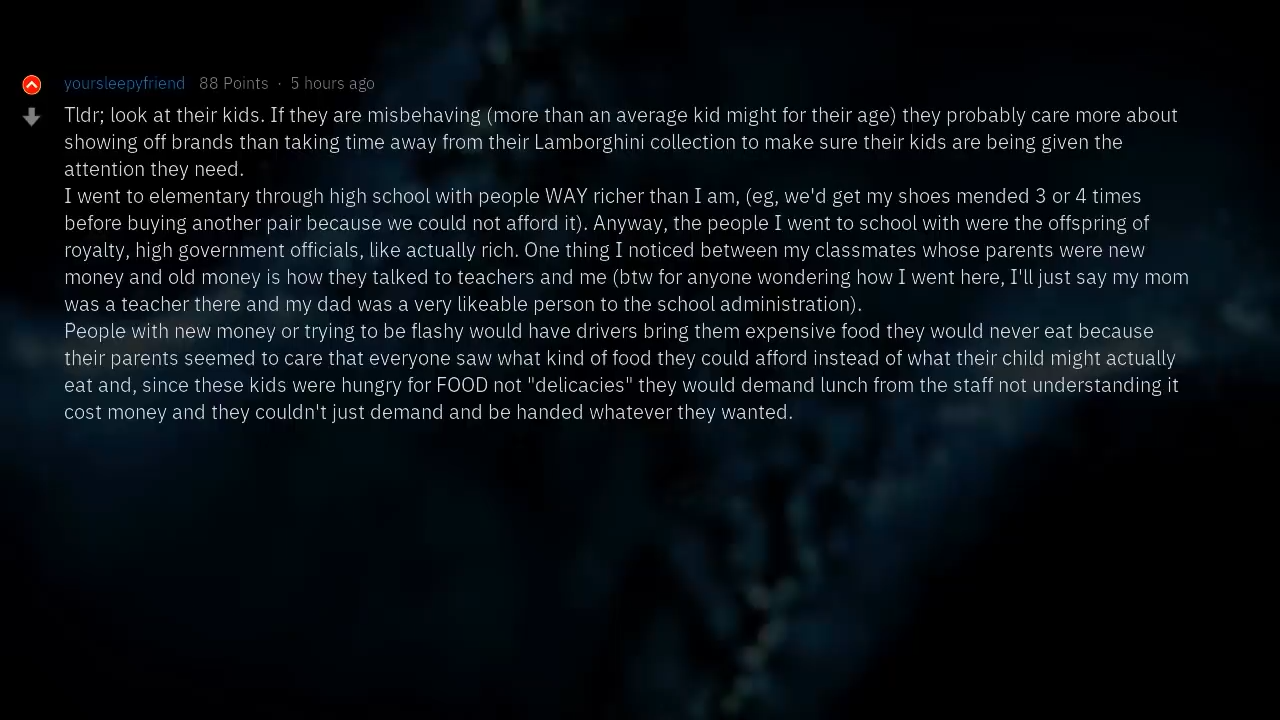 yoursleepyfriend 88 Points · 5 hours ago
Tldr; look at their kids. If they are misbehaving (more than an average kid might for their age) they probably care more about
showing off brands than taking time away from their Lamborghini collection to make sure their kids are being given the
attention they need.
I went to elementary through high school with people WAY richer than I am, (eg, we'd get my shoes mended 3 or 4 times
before buying another pair because we could not afford it). Anyway, the people I went to school with were the offspring of
royalty, high government officials, like actually rich. One thing I noticed between my classmates whose parents were new
money and old money is how they talked to teachers and me (btw for anyone wondering how I went here, I'll just say my mom
was a teacher there and my dad was a very likeable person to the school administration).
People with new money or trying to be flashy would have drivers bring them expensive food they would never eat because
their parents seemed to care that everyone saw what kind of food they could afford instead of what their child might actually
eat and, since these kids were hungry for FOOD not "delicacies" they would demand lunch from the staff not understanding it
cost money and they couldn't just demand and be handed whatever they wanted.